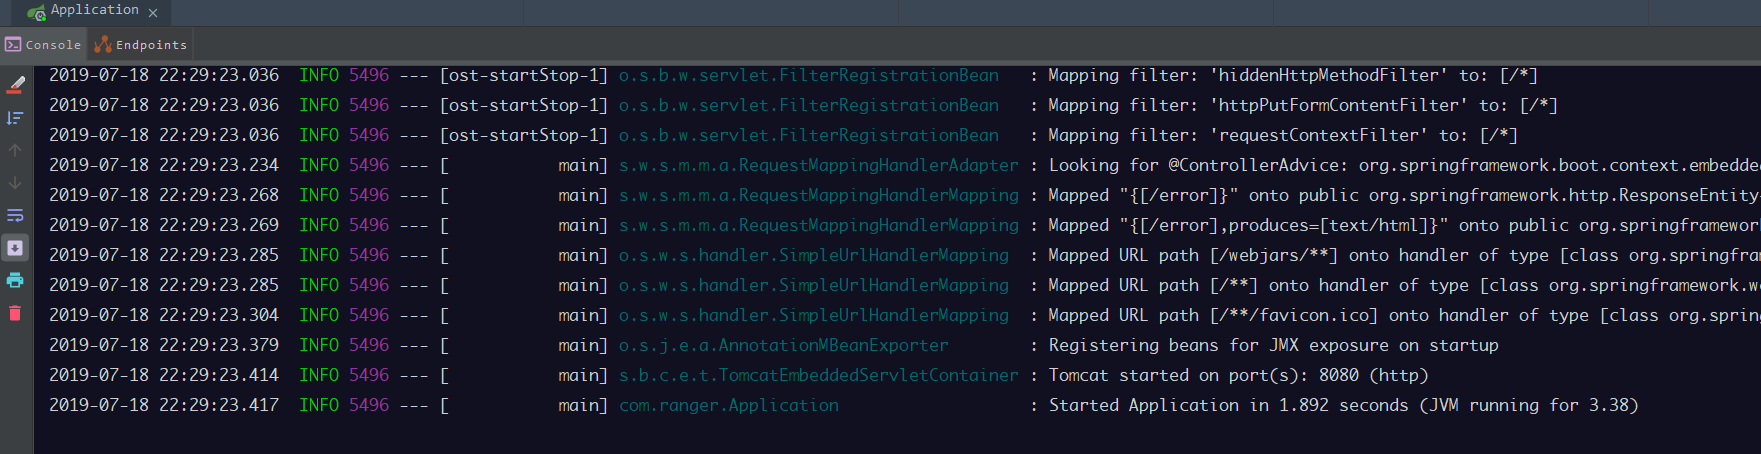 Application
Console Endpoints
2019-07-18 22:29:23.036  INFO 5496 --- [ost-startStop-1] o.s.b.w.servlet.FilterRegistrationBean   : Mapping filter: 'hiddenHttpMethodFilter' to: [/*]
2019-07-18 22:29:23.036  INFO 5496 --- [ost-startStop-1] o.s.b.w.servlet.FilterRegistrationBean   : Mapping filter: 'httpPutFormContentFilter' to: [/*]
2019-07-18 22:29:23.036  INFO 5496 --- [ost-startStop-1] o.s.b.w.servlet.FilterRegistrationBean   : Mapping filter: 'requestContextFilter' to: [/*]
2019-07-18 22:29:23.234  INFO 5496 --- [           main] s.w.s.m.m.a.RequestMappingHandlerAdapter : Looking for @ControllerAdvice: org.springframework.boot.context.embedded
2019-07-18 22:29:23.268  INFO 5496 --- [           main] s.w.s.m.m.a.RequestMappingHandlerMapping : Mapped "{[/error]}" onto public org.springframework.http.ResponseEntity
2019-07-18 22:29:23.269  INFO 5496 --- [           main] s.w.s.m.m.a.RequestMappingHandlerMapping : Mapped "{[/error],produces=[text/html]}" onto public org.springframework
2019-07-18 22:29:23.285  INFO 5496 --- [           main] o.s.w.s.handler.SimpleUrlHandlerMapping  : Mapped URL path [/webjars/**] onto handler of type [class org.springfram
2019-07-18 22:29:23.285  INFO 5496 --- [           main] o.s.w.s.handler.SimpleUrlHandlerMapping  : Mapped URL path [/**] onto handler of type [class org.springframework.w
2019-07-18 22:29:23.304  INFO 5496 --- [           main] o.s.w.s.handler.SimpleUrlHandlerMapping  : Mapped URL path [/**/favicon.ico] onto handler of type [class org.spring
2019-07-18 22:29:23.379  INFO 5496 --- [           main] o.s.j.e.a.AnnotationMBeanExporter        : Registering beans for JMX exposure on startup
2019-07-18 22:29:23.414  INFO 5496 --- [           main] s.b.c.e.t.TomcatEmbeddedServletContainer : Tomcat started on port(s): 8080 (http)
2019-07-18 22:29:23.417  INFO 5496 --- [           main] com.ranger.Application                   : Started Application in 1.892 seconds (JVM running for 3.38)